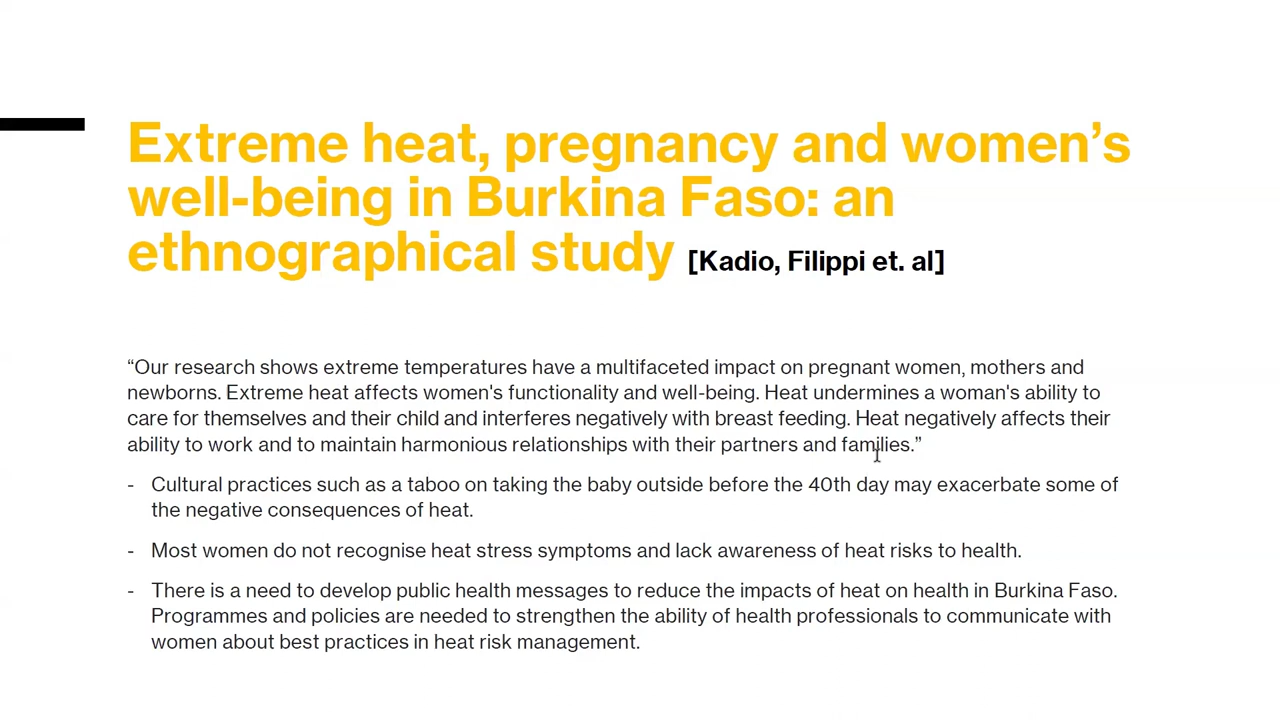 Extreme heat, pregnancy and women’s
well-being in Burkina Faso: an
ethnographical study [Kadio, Filippi et. al]
“Our research shows extreme temperatures have a multifaceted impact on pregnant women, mothers and
newborns. Extreme heat affects women's functionality and well-being. Heat undermines a woman's ability to
care for themselves and their child and interferes negatively with breast feeding. Heat negatively affects their
ability to work and to maintain harmonious relationships with their partners and families.”
- Cultural practices such as a taboo on taking the baby outside before the 40th day may exacerbate some of
the negative consequences of heat.
- Most women do not recognise heat stress symptoms and lack awareness of heat risks to health.
- There is a need to develop public health messages to reduce the impacts of heat on health in Burkina Faso.
Programmes and policies are needed to strengthen the ability of health professionals to communicate with
women about best practices in heat risk management.